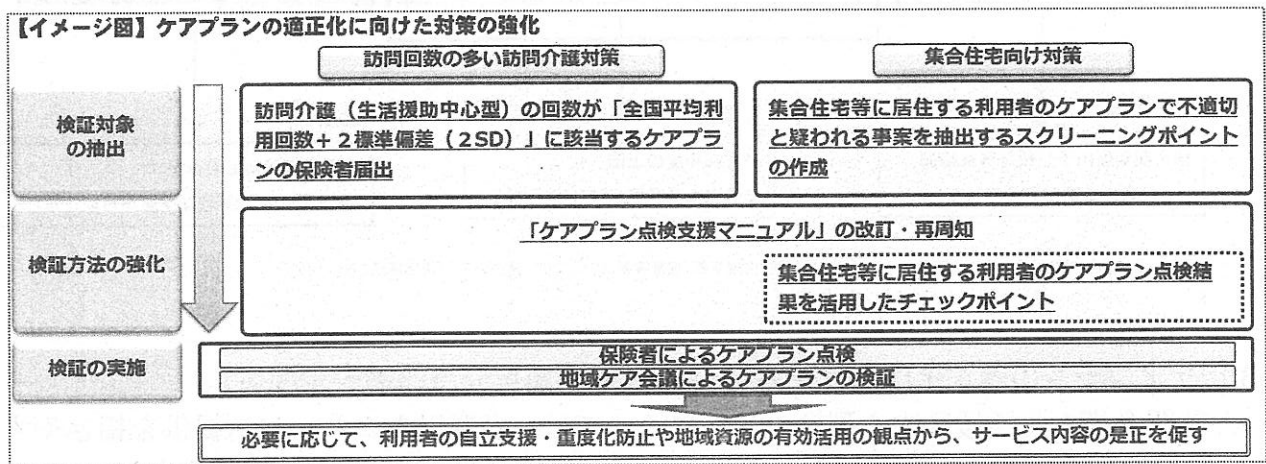 【イメージ図】ケアプランの適正化に向けた対策の強化
訪問回数の多い訪問介護対策
集合住宅向け対策
検証対象
の抽出
訪問介護（生活援助中心型）の回数が「全国平均利
用回数＋２標準偏差（２SD）」に該当するケアプラ
ンの保険者届出
集合住宅等に居住する利用者のケアプランで不適切
と疑われる事案を抽出するスクリーニングポイント
の作成
検証方法の強化
「ケアプラン点検支援マニュアル」の改訂・再周知
集合住宅等に居住する利用者のケアプラン点検結
果を活用したチェックポイント
検証の実施
保険者によるケアプラン点検
地域ケア会議によるケアプランの検証
必要に応じて、利用者の自立支援・重度化防止や地域資源の有効活用の観点から、サービス内容の是正を促す